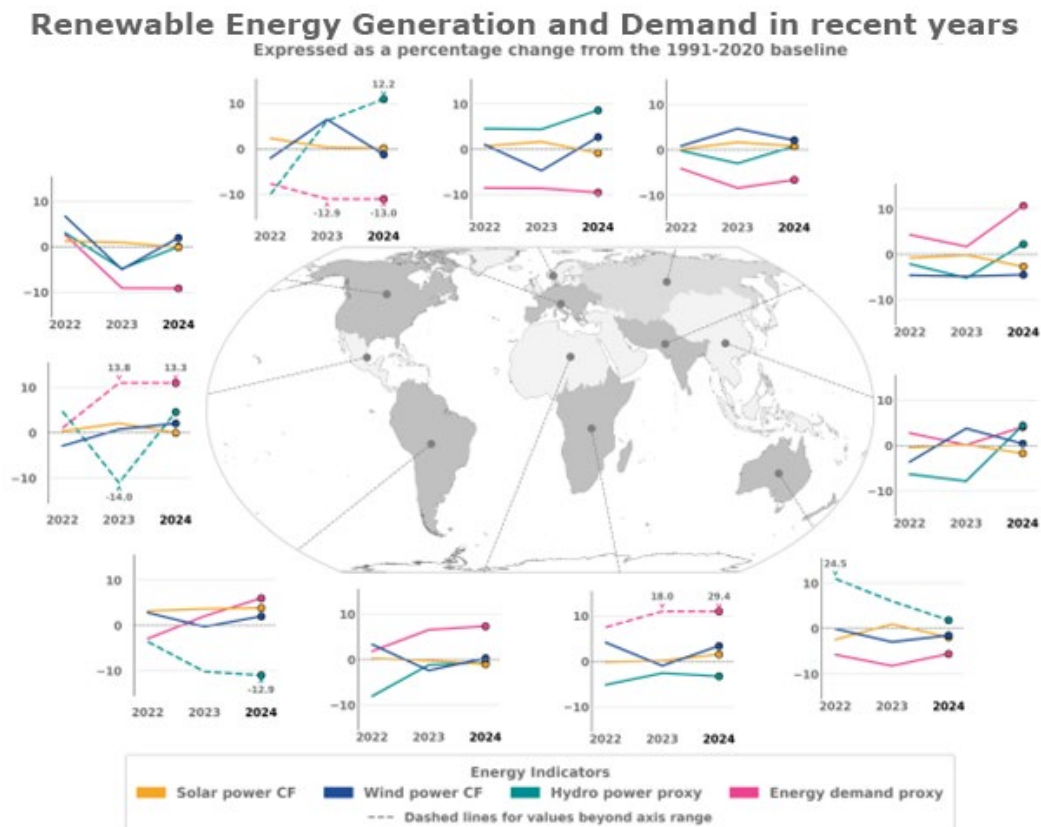 Renewable Energy Generation and Demand in recent years
Expressed as a percentage change from the 1991-2020 baseline
12.2
10
0
−10
-12.9
-13.0
2022 2023 2024
10
0
−10
2022 2023 2024
10
0
−10
2022 2023 2024
10
0
−10
2022 2023 2024
10
0
−10
2022 2023 2024
13.8 13.3
10
0
−10
-14.0
2022 2023 2024
10
0
−10
2022 2023 2024
10
0
−10
-12.9
2022 2023 2024
10
0
−10
2022 2023 2024
18.0 29.4
10
0
−10
2022 2023 2024
24.5
10
0
−10
2022 2023 2024
Energy Indicators
Solar power CF Wind power CF Hydro power proxy Energy demand proxy
Dashed lines for values beyond axis range